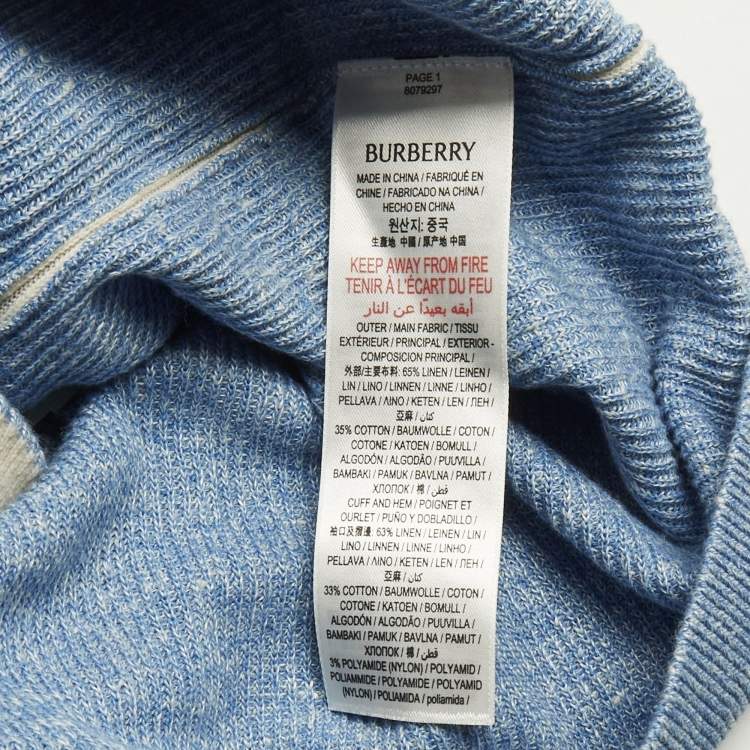 PAGE 1
8079297
BURBERRY
MADE IN CHINA / FABRIQUÉ EN
CHINE / FABRICADO NA CHINA /
HECHO EN CHINA
원산지: 중국
生產地 中國 / 原产地 中国
KEEP AWAY FROM FIRE
TENIR À L'ÉCART DU FEU
أبقه بعيدًا عن النار
OUTER / MAIN FABRIC / TISSU
EXTÉRIEUR / PRINCIPAL / EXTERIOR -
COMPOSICION PRINCIPAL /
外部/主要布料: 65% LINEN / LEINEN /
LIN / LINO / LINNEN / LINNE / LINHO /
PELLAVA / ΛΙΝΟ / KETEN / LEN / ЛЕН /
亞麻 / كتان /
35% COTTON / BAUMWOLLE / COTON /
COTONE / KATOEN / BOMULL /
ALGODÓN / ALGODÃO / PUUVILLA /
BAMBAKI / PAMUK / BAVLNA / PAMUT /
ХЛОПОК / 棉 / قطن /
CUFF AND HEM / POIGNET ET
OURLET / PUÑO Y DOBLADILLO /
袖口及摺邊: 63% LINEN / LEINEN / LIN /
LINO / LINNEN / LINNE / LINHO /
PELLAVA / ΛΙΝΟ / KETEN / LEN / ЛЕН /
亞麻 / كتان /
33% COTTON / BAUMWOLLE / COTON /
COTONE / KATOEN / BOMULL /
ALGODÓN / ALGODÃO / PUUVILLA /
BAMBAKI / PAMUK / BAVLNA / PAMUT /
ХЛОПОК / 棉 / قطن /
3% POLYAMIDE (NYLON) / POLYAMID /
POLIAMMIDE / POLYAMIDE / POLYAMID
(NYLON) / POLIAMIDA / poliamida /